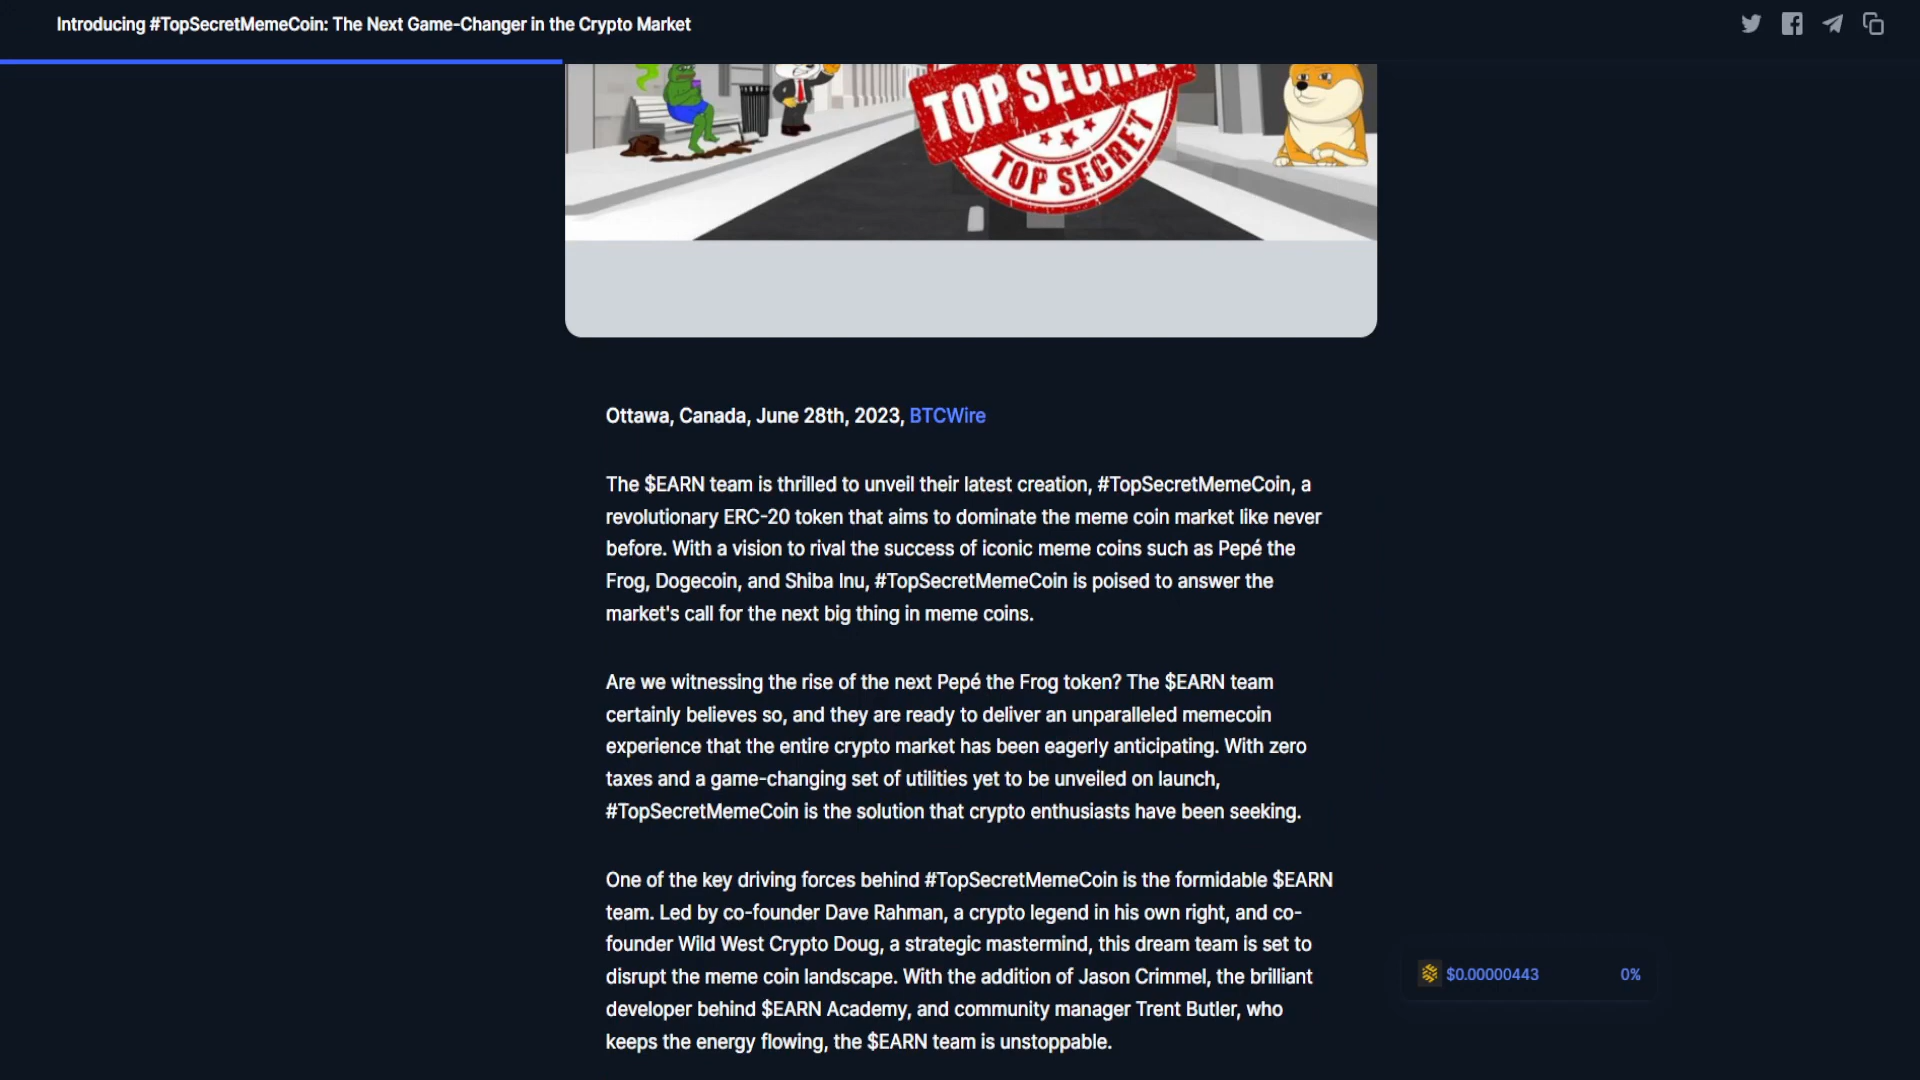 Introducing #TopSecretMemeCoin: The Next Game-Changer in the Crypto Market
TOP SECRET
TOP SECRET
Ottawa, Canada, June 28th, 2023, BTCWire
The $EARN team is thrilled to unveil their latest creation, #TopSecretMemeCoin, a
revolutionary ERC-20 token that aims to dominate the meme coin market like never
before. With a vision to rival the success of iconic meme coins such as Pepé the
Frog, Dogecoin, and Shiba Inu, #TopSecretMemeCoin is poised to answer the
market's call for the next big thing in meme coins.
Are we witnessing the rise of the next Pepé the Frog token? The $EARN team
certainly believes so, and they are ready to deliver an unparalleled memecoin
experience that the entire crypto market has been eagerly anticipating. With zero
taxes and a game-changing set of utilities yet to be unveiled on launch,
#TopSecretMemeCoin is the solution that crypto enthusiasts have been seeking.
One of the key driving forces behind #TopSecretMemeCoin is the formidable $EARN
team. Led by co-founder Dave Rahman, a crypto legend in his own right, and co-
founder Wild West Crypto Doug, a strategic mastermind, this dream team is set to
disrupt the meme coin landscape. With the addition of Jason Crimmel, the brilliant
developer behind $EARN Academy, and community manager Trent Butler, who
keeps the energy flowing, the $EARN team is unstoppable.
$0.00000443 0%